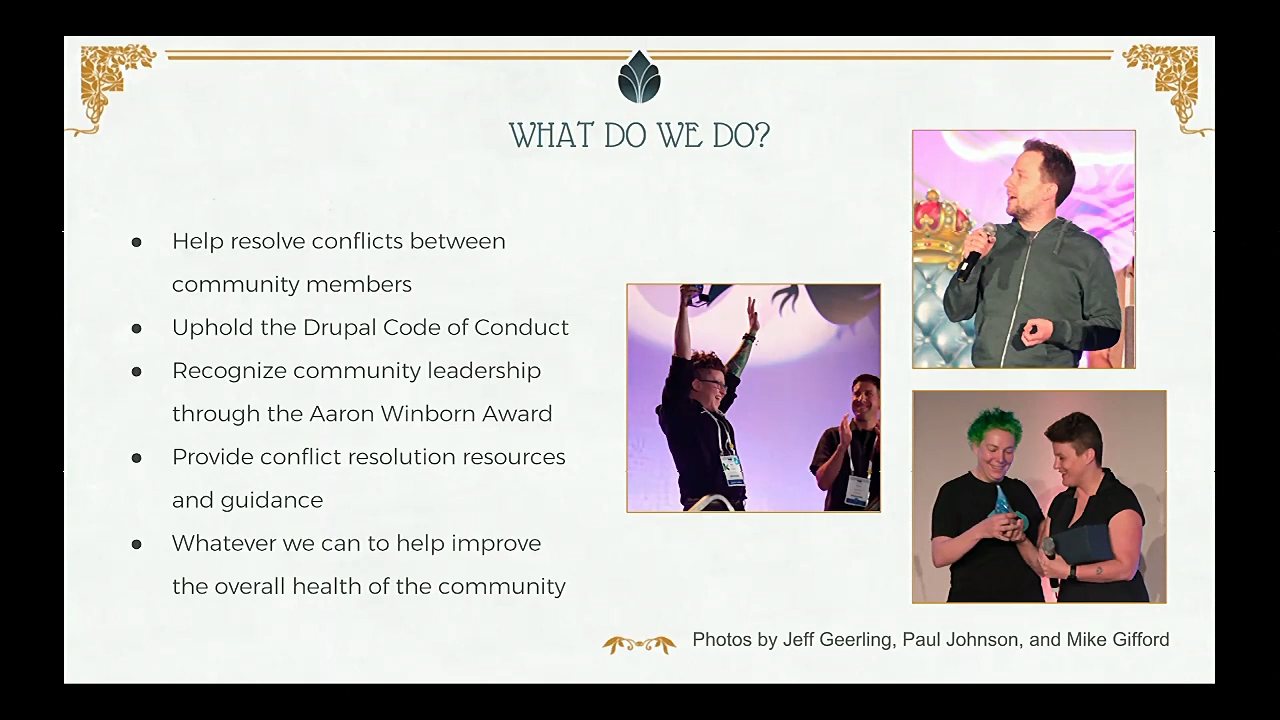 WHAT DO WE DO?
● Help resolve conflicts between
community members
● Uphold the Drupal Code of Conduct
● Recognize community leadership
through the Aaron Winborn Award
● Provide conflict resolution resources
and guidance
● Whatever we can to help improve
the overall health of the community
Photos by Jeff Geerling, Paul Johnson, and Mike Gifford